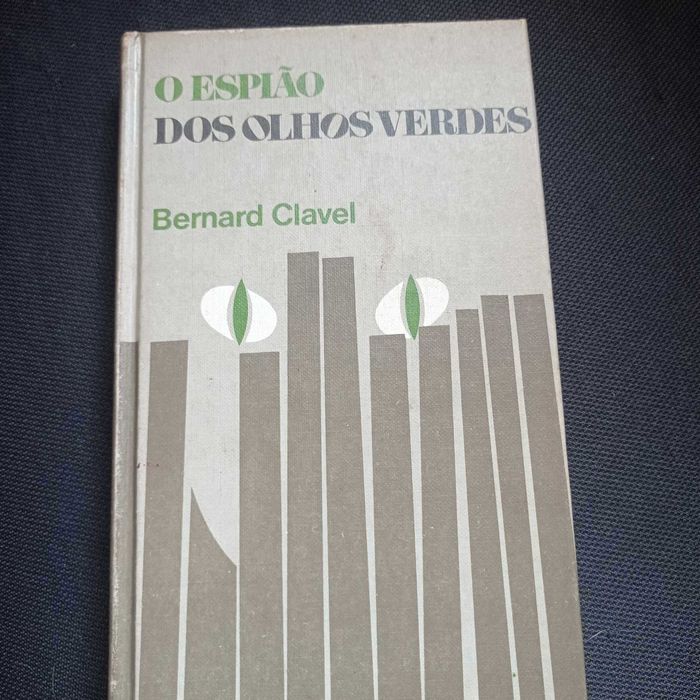 O ESPIÃO
DOS OLHOS VERDES
Bernard Clavel